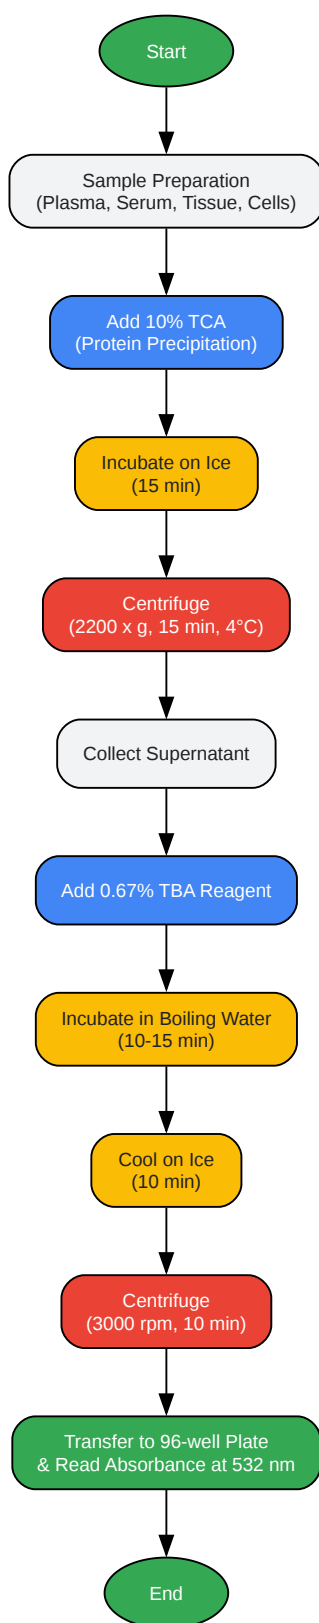 Start
Sample Preparation
(Plasma, Serum, Tissue, Cells)
Add 10% TCA
(Protein Precipitation)
Incubate on Ice
(15 min)
Centrifuge
(2200 x g, 15 min, 4°C)
Collect Supernatant
Add 0.67% TBA Reagent
Incubate in Boiling Water
(10-15 min)
Cool on Ice
(10 min)
Centrifuge
(3000 rpm, 10 min)
Transfer to 96-well Plate
& Read Absorbance at 532 nm
End